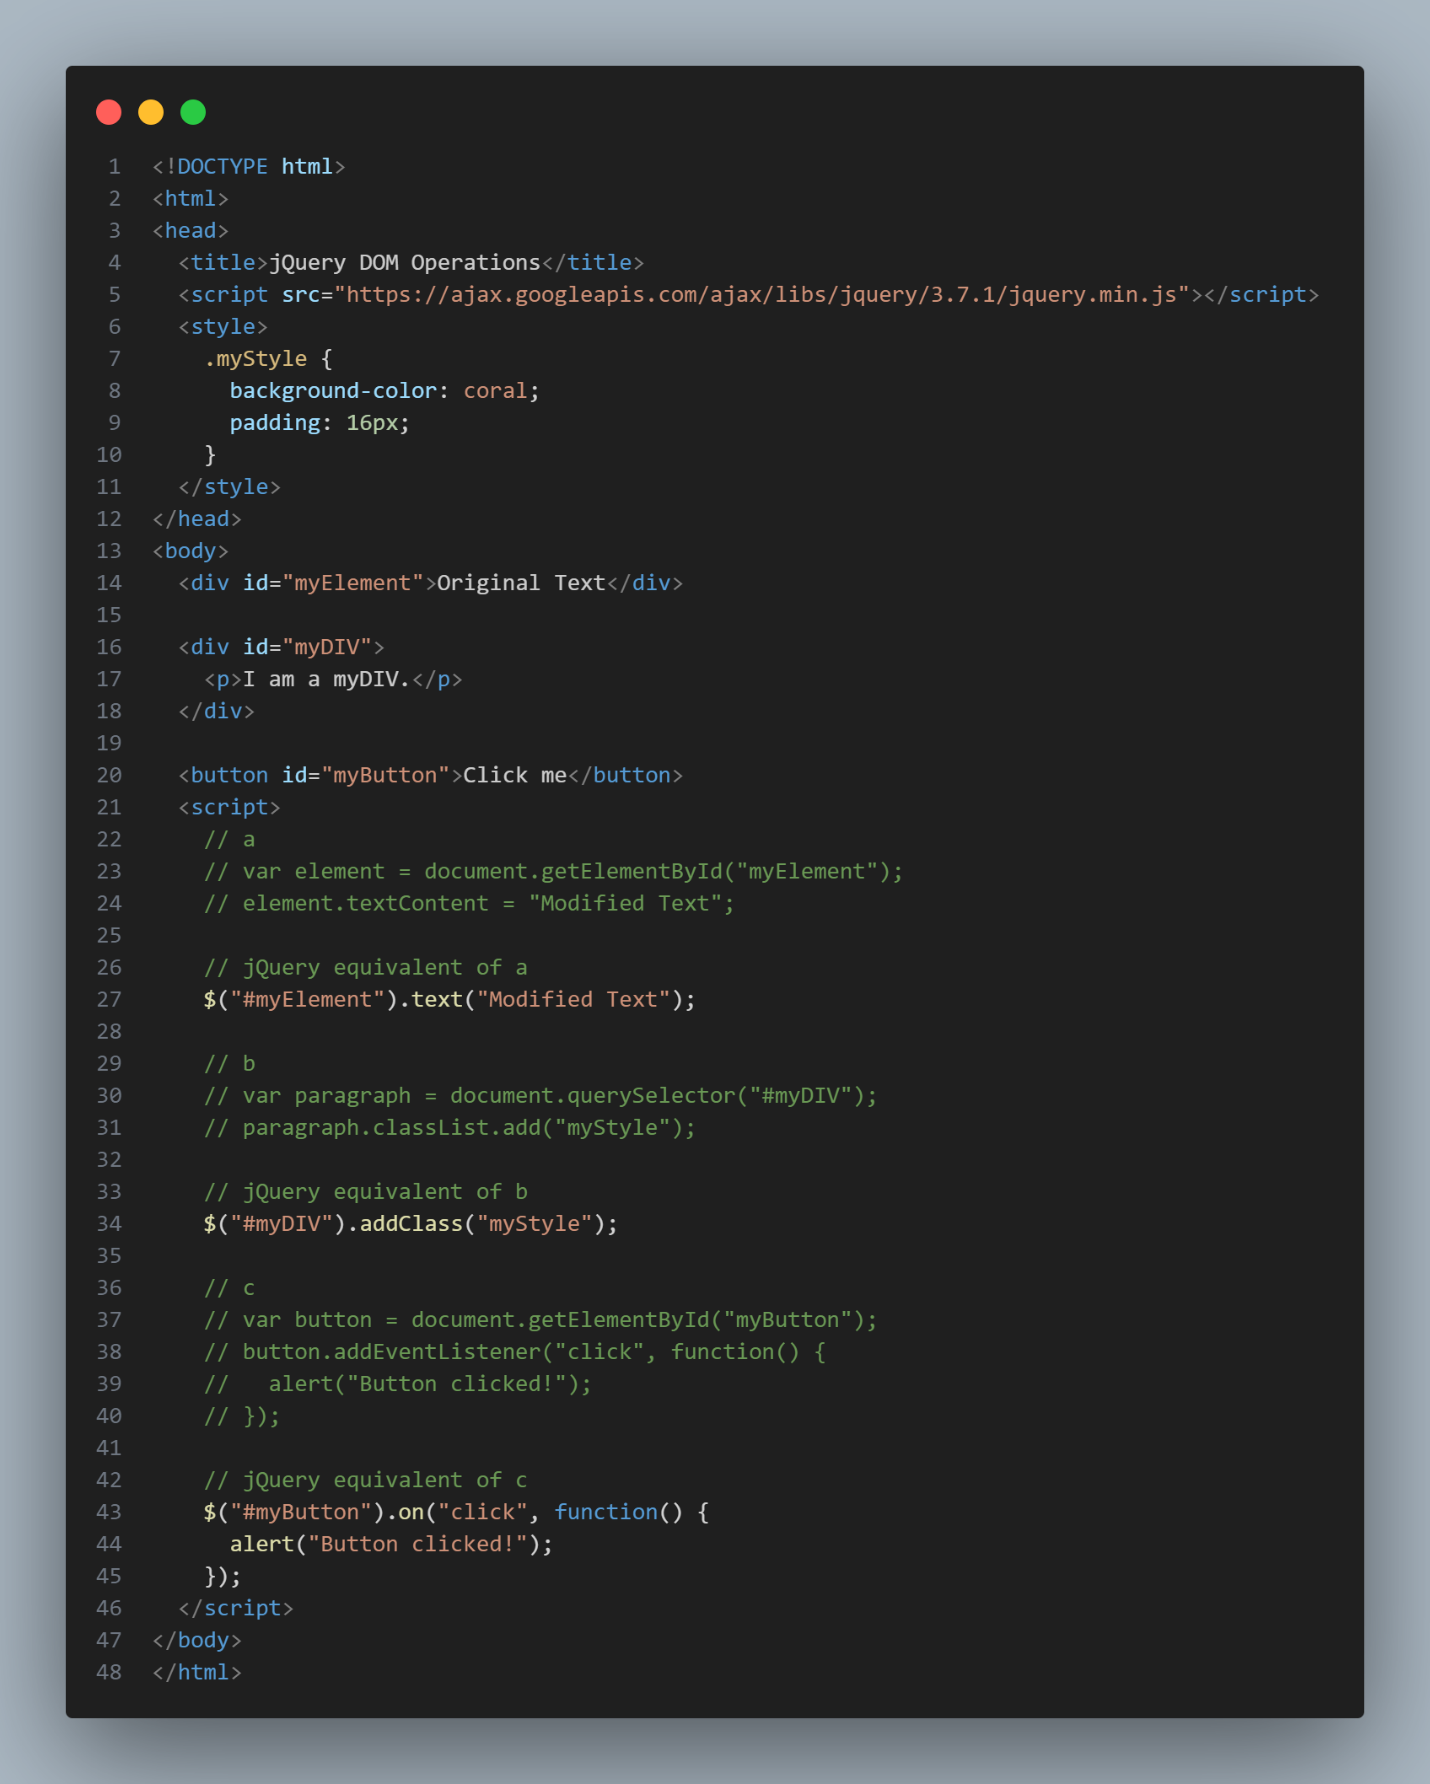 1 <!DOCTYPE html>
2 <html>
3 <head>
4   <title>jQuery DOM Operations</title>
5   <script src="https://ajax.googleapis.com/ajax/libs/jquery/3.7.1/jquery.min.js"></script>
6   <style>
7     .myStyle {
8       background-color: coral;
9       padding: 16px;
10     }
11   </style>
12 </head>
13 <body>
14   <div id="myElement">Original Text</div>
15
16   <div id="myDIV">
17     <p>I am a myDIV.</p>
18   </div>
19
20   <button id="myButton">Click me</button>
21   <script>
22     // a
23     // var element = document.getElementById("myElement");
24     // element.textContent = "Modified Text";
25
26     // jQuery equivalent of a
27     $("#myElement").text("Modified Text");
28
29     // b
30     // var paragraph = document.querySelector("#myDIV");
31     // paragraph.classList.add("myStyle");
32
33     // jQuery equivalent of b
34     $("#myDIV").addClass("myStyle");
35
36     // c
37     // var button = document.getElementById("myButton");
38     // button.addEventListener("click", function() {
39     //   alert("Button clicked!");
40     // });
41
42     // jQuery equivalent of c
43     $("#myButton").on("click", function() {
44       alert("Button clicked!");
45     });
46   </script>
47 </body>
48 </html>